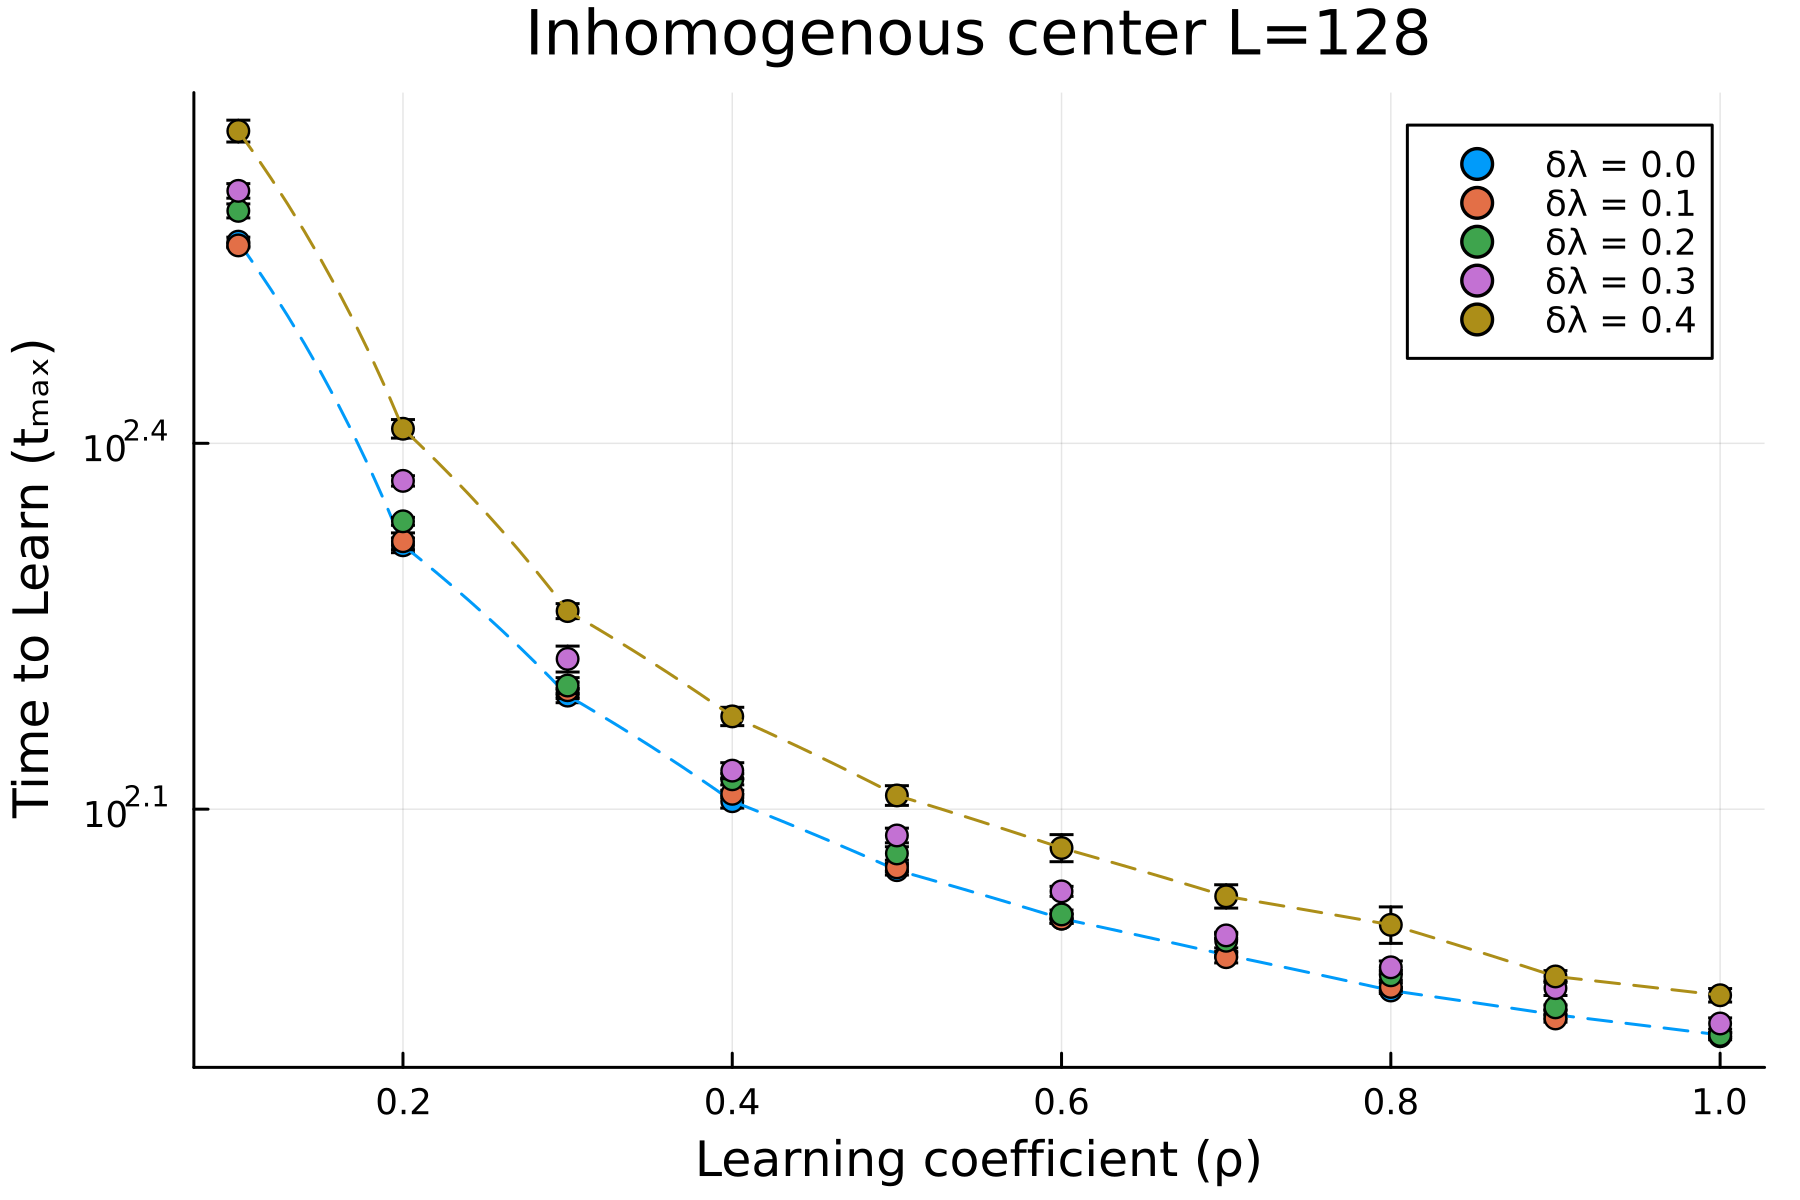 Inhomogenous center L=128
δλ = 0.0
δλ = 0.1
δλ = 0.2
δλ = 0.3
δλ = 0.4
Time to Learn (tₘₐₓ)
10^2.4
10^2.1
0.2 0.4 0.6 0.8 1.0
Learning coefficient (ρ)